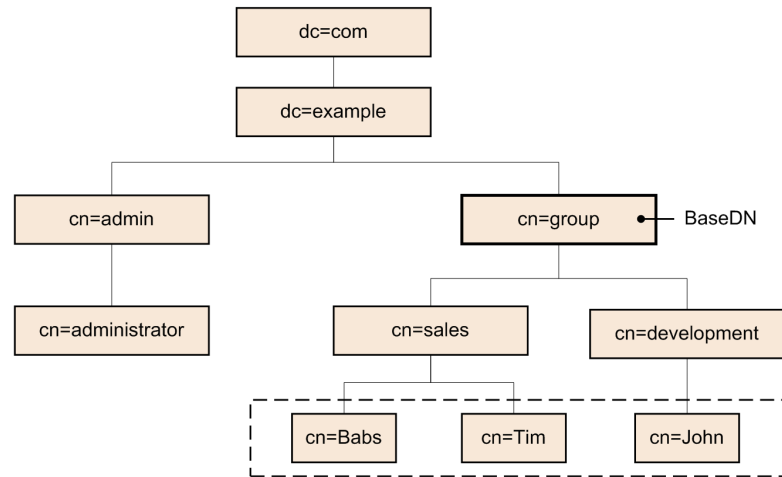 dc=com
dc=example
cn=admin
cn=group
BaseDN
cn=administrator
cn=sales
cn=development
cn=Babs
cn=Tim
cn=John